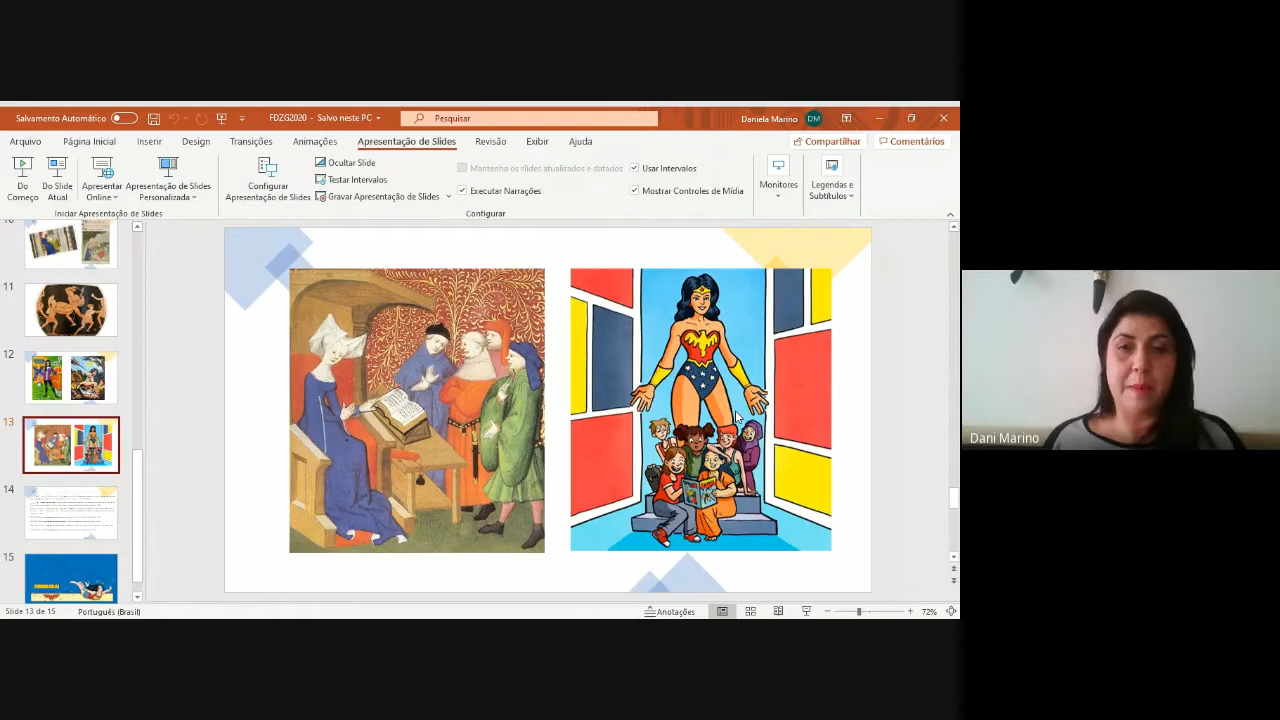 Salvamento Automático
FDZG2020 - Salvo neste PC
Pesquisar
Daniela Marino
DM
Arquivo
Página Inicial
Inserir
Design
Transições
Animações
Apresentação de Slides
Revisão
Exibir
Ajuda
Compartilhar
Comentários
Do Começo
Do Slide Atual
Apresentar Online
Apresentação de Slides Personalizada
Configurar Apresentação de Slides
Ocultar Slide
Testar Intervalos
Gravar Apresentação de Slides
Mantenha os slides atualizados e datados
Executar Narrações
Usar Intervalos
Mostrar Controles de Mídia
Monitores
Legendas e Subtítulos
Iniciar Apresentação de Slides
Configurar
11
12
13
14
15
Dani Marino
Slide 13 de 15
Português (Brasil)
Anotações
72%